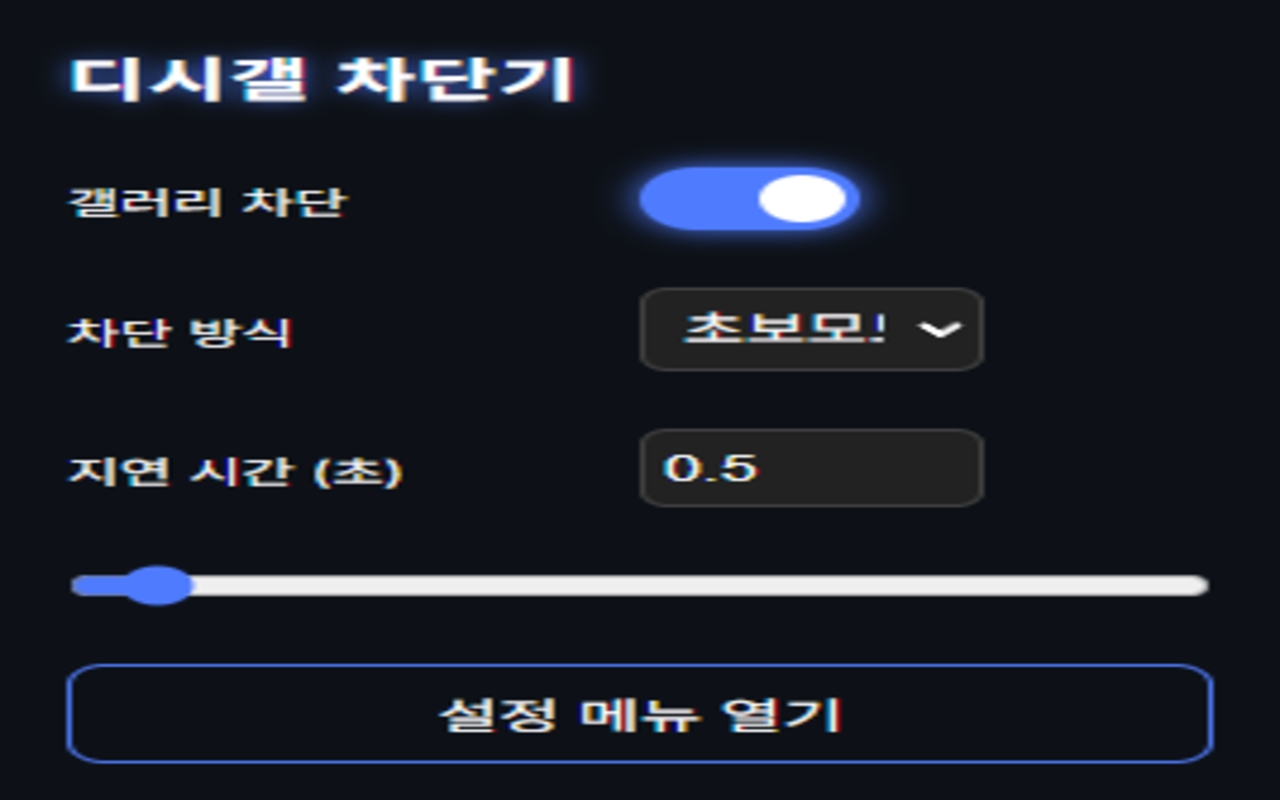 디시갤 차단기
갤러리 차단
차단 방식
초보모
지연 시간 (초)
0.5
설정 메뉴 열기